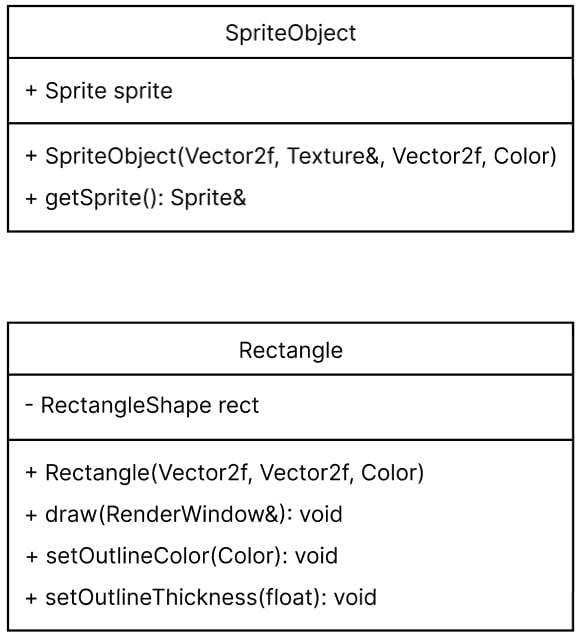 SpriteObject
+ Sprite sprite
+ SpriteObject(Vector2f, Texture&, Vector2f, Color)
+ getSprite(): Sprite&
Rectangle
- RectangleShape rect
+ Rectangle(Vector2f, Vector2f, Color)
+ draw(RenderWindow&): void
+ setOutlineColor(Color): void
+ setOutlineThickness(float): void